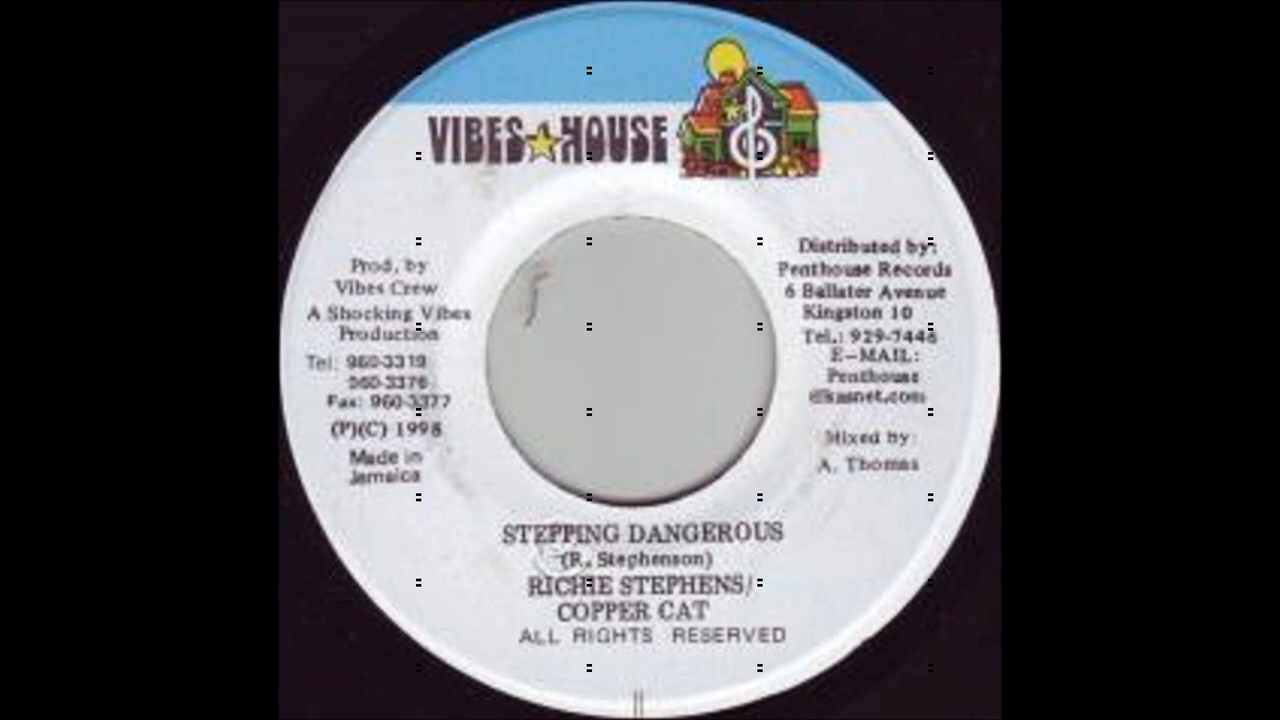 VIBES HOUSE
Prod. by
Vibes Crew
A Shocking Vibes
Production
Tel: 960-3319
960-3376
Fax: 960-3377
(P)(C) 1998
Made in
Jamaica
Distributed by:
Penthouse Records
6 Ballater Avenue
Kingston 10
Tel.: 929-7446
E-MAIL:
Penthouse
@kasnet.com
Mixed by:
A. Thomas
STEPPING DANGEROUS
(R. Stephenson)
RICHIE STEPHENS/
COPPER CAT
ALL RIGHTS RESERVED